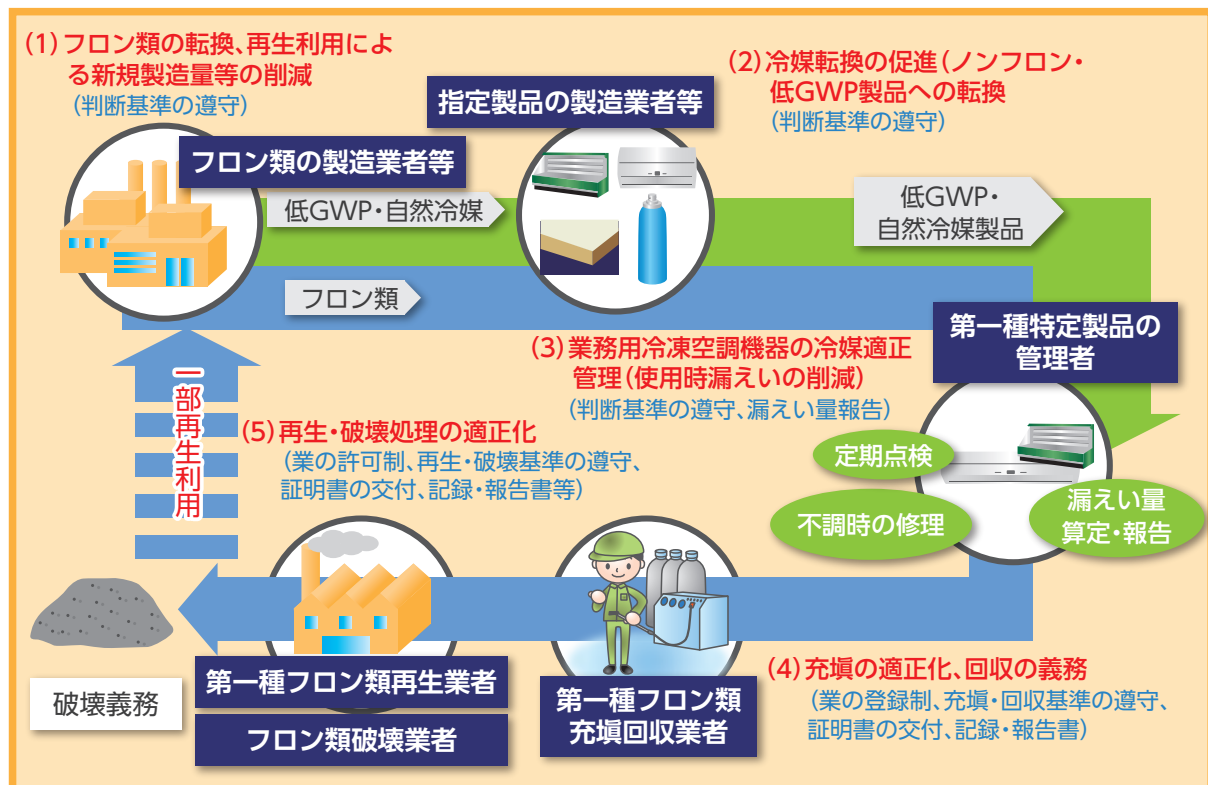 (1)フロン類の転換、再生利用によ
る新規製造量等の削減
(判断基準の遵守)
フロン類の製造業者等
指定製品の製造業者等
(2)冷媒転換の促進(ノンフロン・
低GWP製品への転換
(判断基準の遵守)
低GWP・自然冷媒
低GWP・
自然冷媒製品
フロン類
第一種特定製品の
管理者
(3)業務用冷凍空調機器の冷媒適正
管理(使用時漏えいの削減)
(判断基準の遵守、漏えい量報告)
定期点検
不調時の修理
漏えい量
算定・報告
一部再生利用
(5)再生・破壊処理の適正化
(業の許可制、再生・破壊基準の遵守、
証明書の交付、記録・報告書等)
破壊義務
第一種フロン類再生業者
フロン類破壊業者
第一種フロン類
充塡回収業者
(4)充塡の適正化、回収の義務
(業の登録制、充塡・回収基準の遵守、
証明書の交付、記録・報告書)